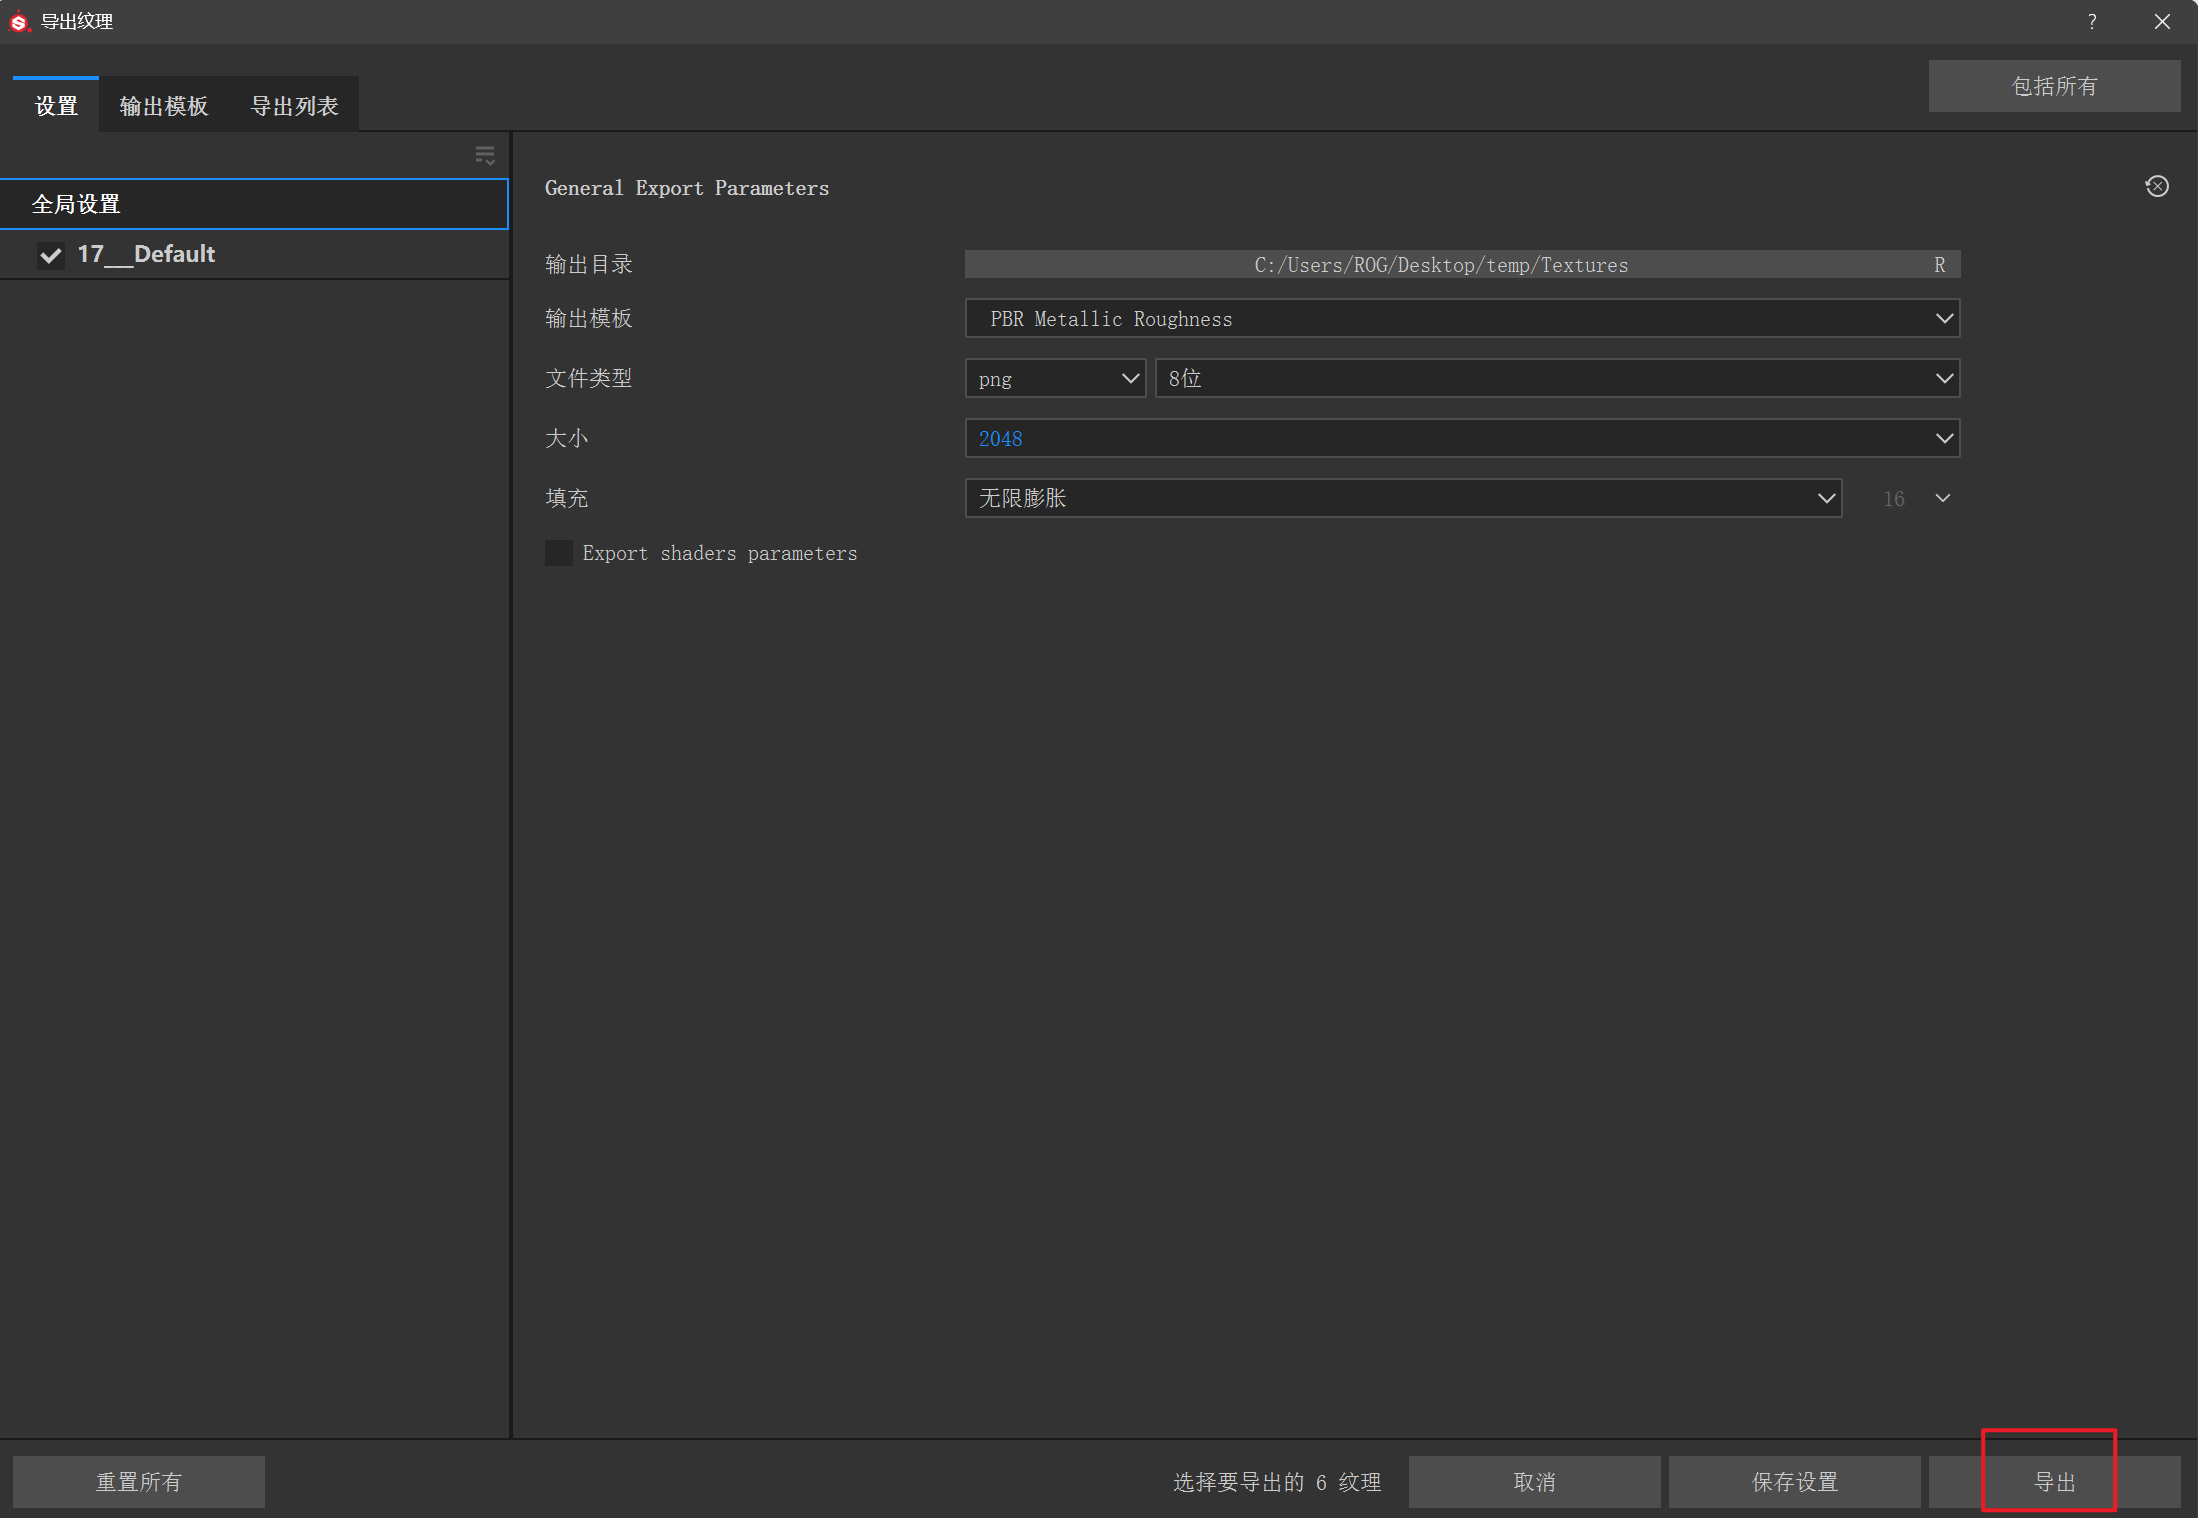 导出纹理
?
设置 输出模板 导出列表
包括所有
全局设置
17__Default
General Export Parameters
输出目录 C:/Users/ROG/Desktop/temp/Textures R
输出模板 PBR Metallic Roughness
文件类型 png 8位
大小 2048
填充 无限膨胀 16
Export shaders parameters
重置所有 选择要导出的 6 纹理 取消 保存设置 导出